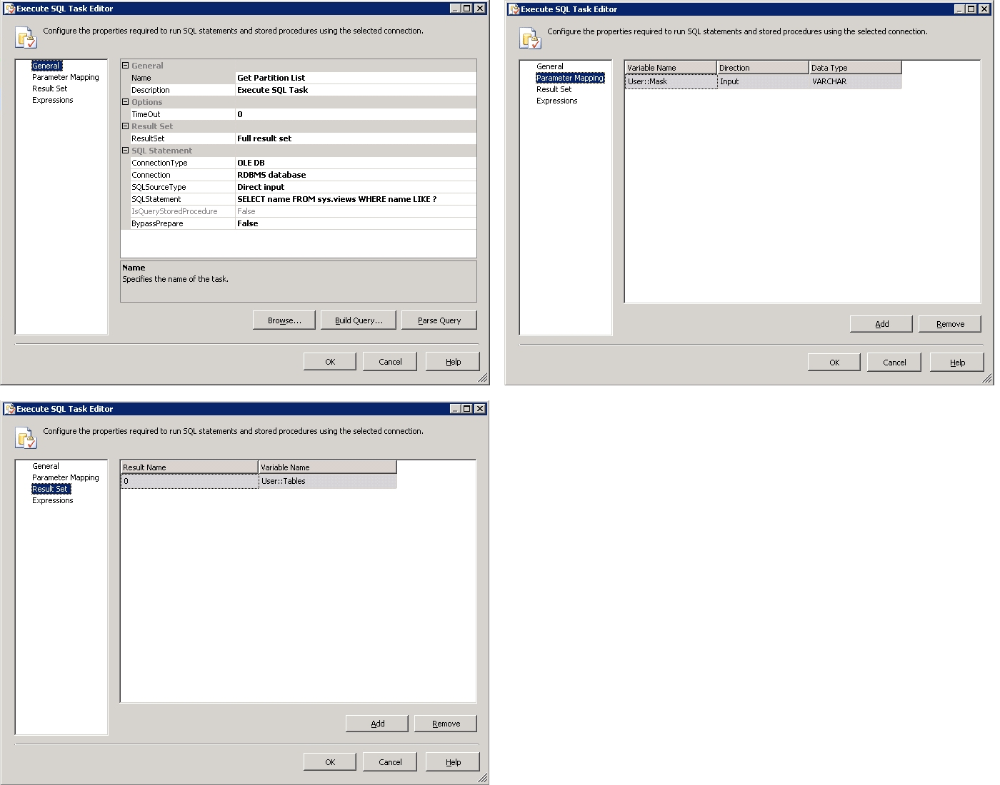 Execute SQL Task Editor
Configure the properties required to run SQL statements and stored procedures using the selected connection.
General
Parameter Mapping
Result Set
Expressions
General
Name Get Partition List
Description Execute SQL Task
Options
TimeOut 0
Result Set
ResultSet Full result set
SQL Statement
ConnectionType OLE DB
Connection RDBMS database
SQLSourceType Direct input
SQLStatement SELECT name FROM sys.views WHERE name LIKE ?
IsQueryStoredProcedure False
BypassPrepare False
Name
Specifies the name of the task.
Browse... Build Query... Parse Query
OK Cancel Help
Execute SQL Task Editor
Configure the properties required to run SQL statements and stored procedures using the selected connection.
General
Parameter Mapping
Result Set
Expressions
Variable Name Direction Data Type
User::Mask Input VARCHAR
Add Remove
OK Cancel Help
Execute SQL Task Editor
Configure the properties required to run SQL statements and stored procedures using the selected connection.
General
Parameter Mapping
Result Set
Expressions
Result Name Variable Name
0 User::Tables
Add Remove
OK Cancel Help